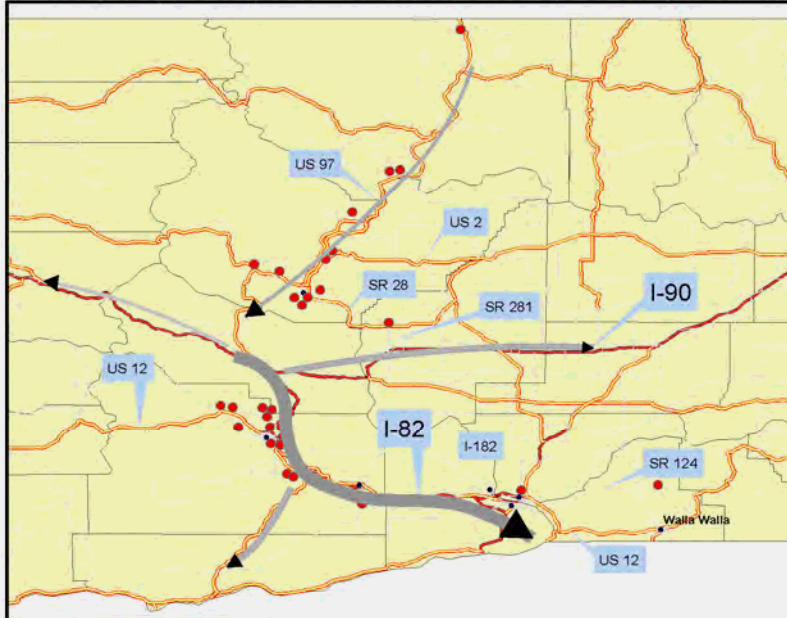 US 97
US 2
SR 28
SR 281
I-90
US 12
I-82
I-182
SR 124
Walla Walla
US 12